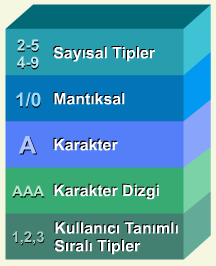 2-5
4-9
Sayısal Tipler
1/0 Mantıksal
A Karakter
AAA Karakter Dizgi
1,2,3 Kullanıcı Tanımlı
Sıralı Tipler